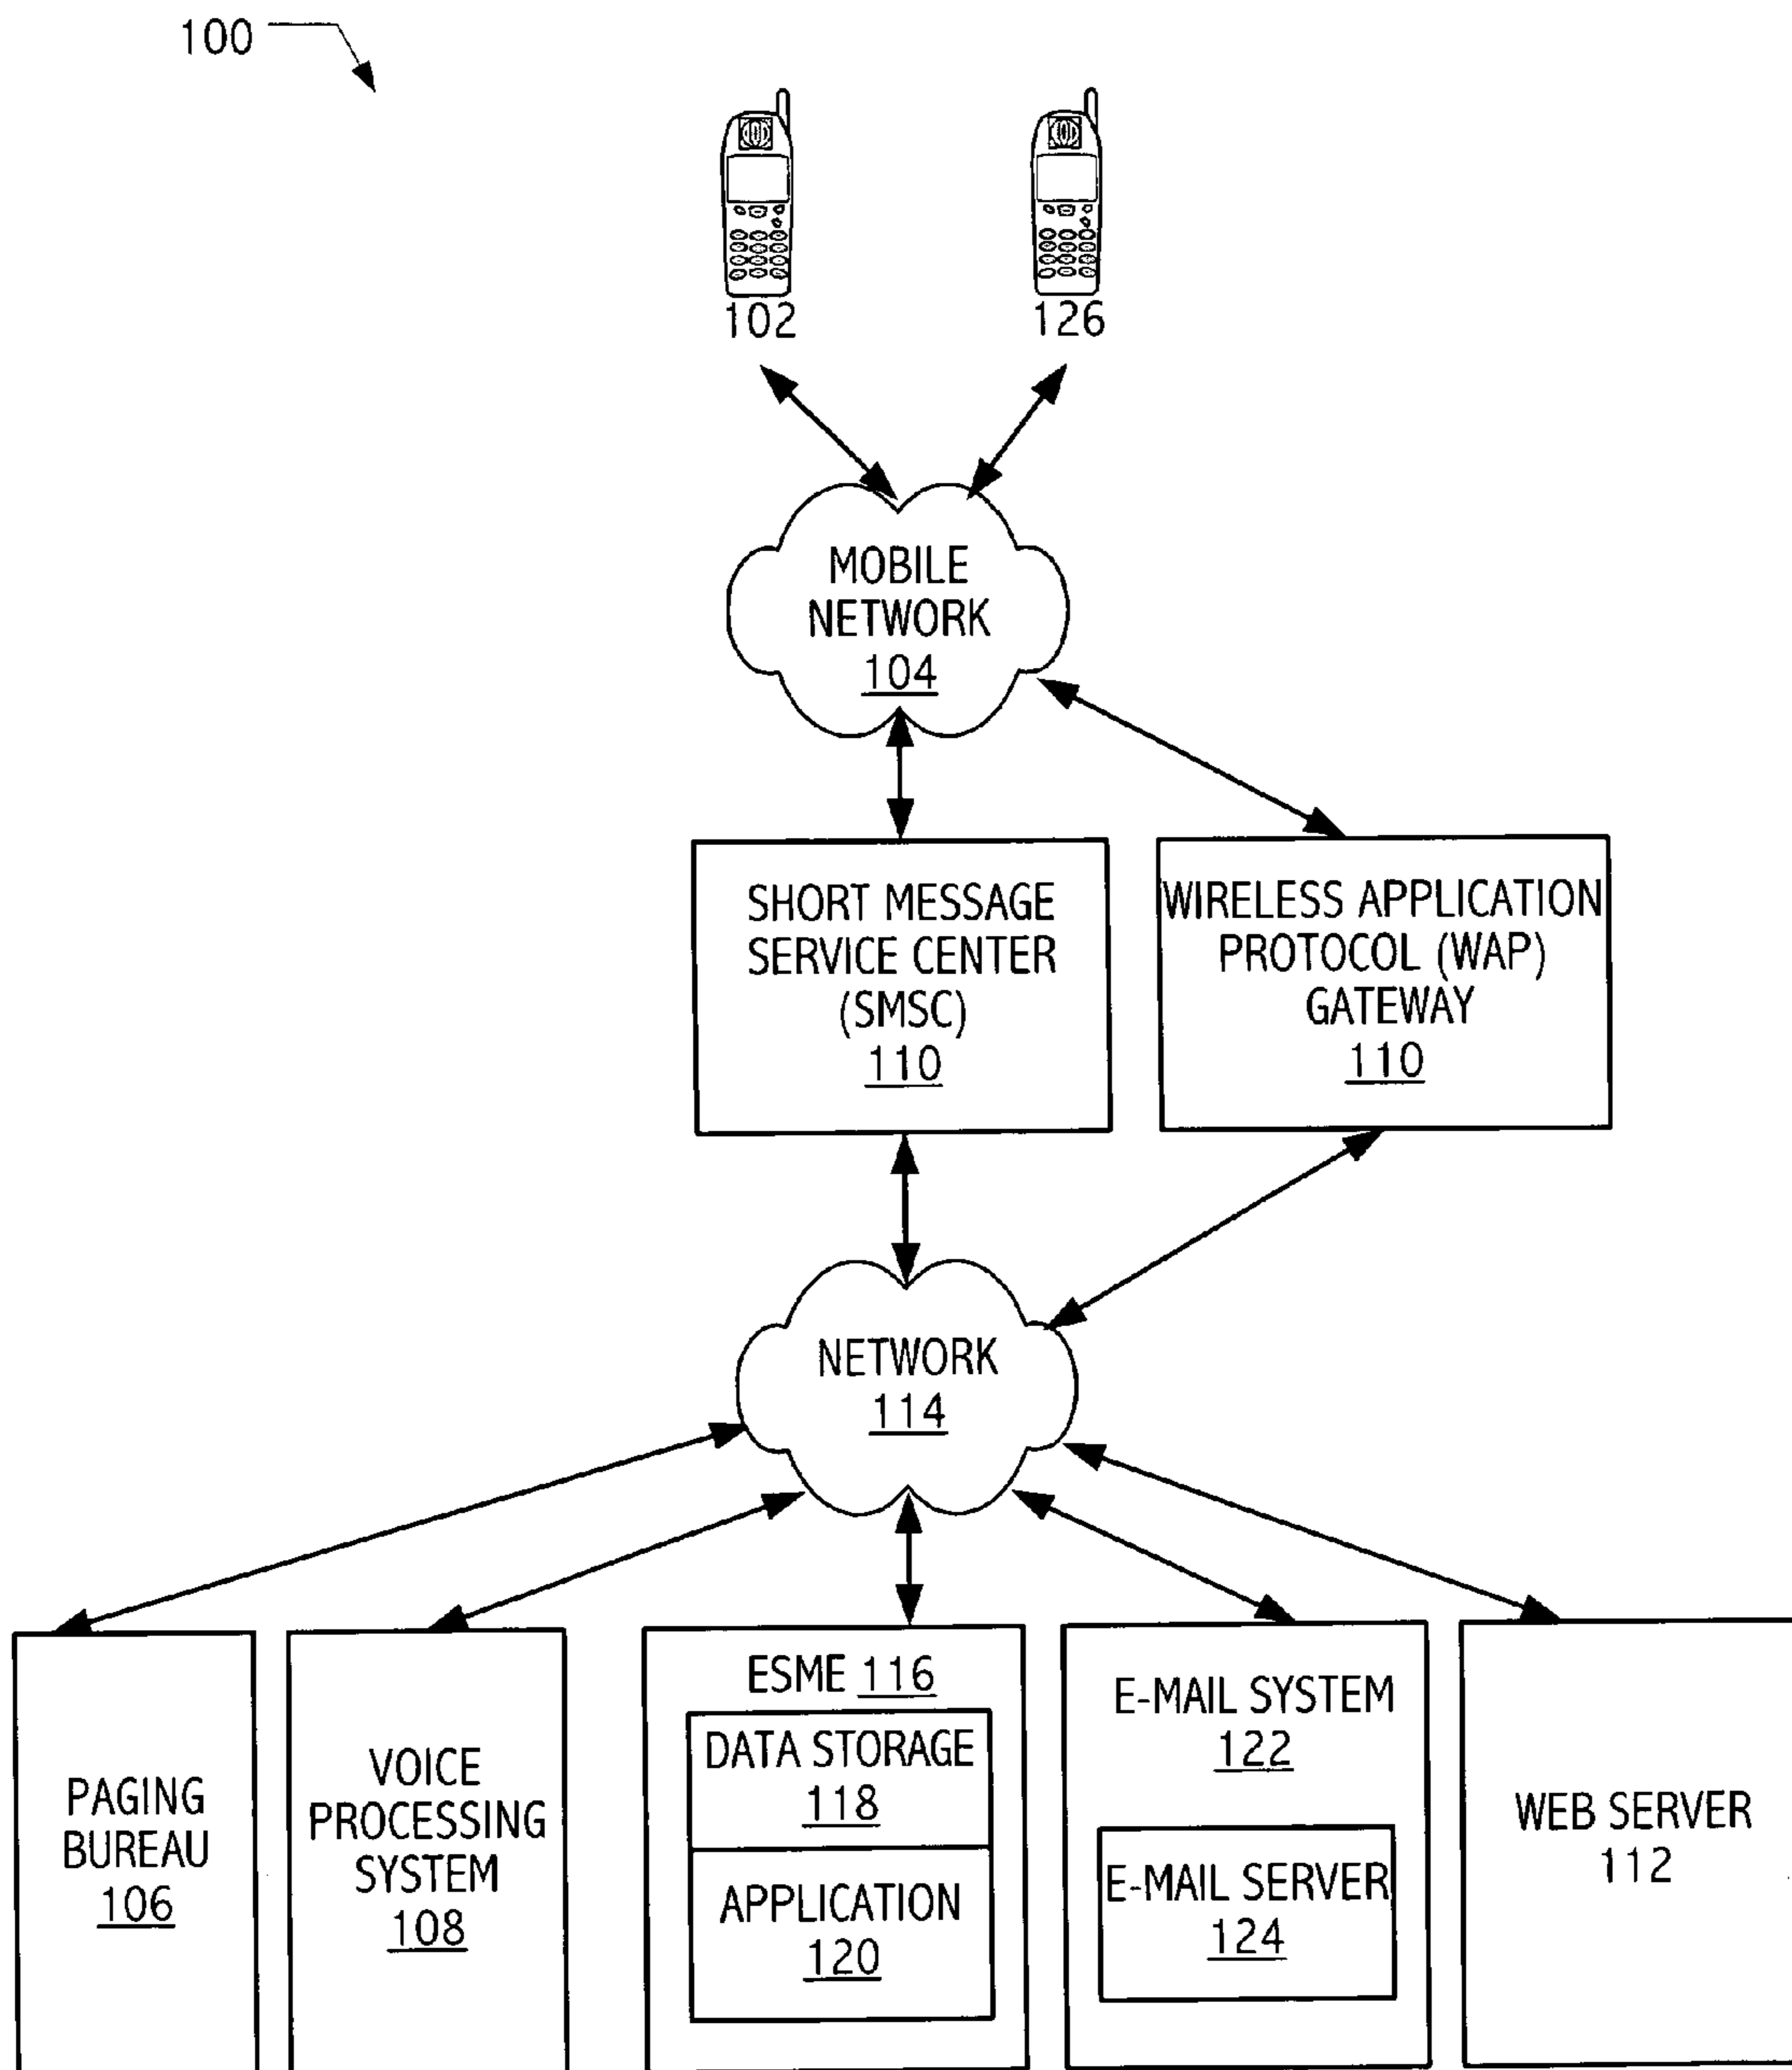 100
102
126
MOBILE
NETWORK
104
SHORT MESSAGE
SERVICE CENTER
(SMSC)
110
WIRELESS APPLICATION
PROTOCOL (WAP)
GATEWAY
110
NETWORK
114
PAGING
BUREAU
106
VOICE
PROCESSING
SYSTEM
108
ESME 116
DATA STORAGE
118
APPLICATION
120
E-MAIL SYSTEM
122
E-MAIL SERVER
124
WEB SERVER
112